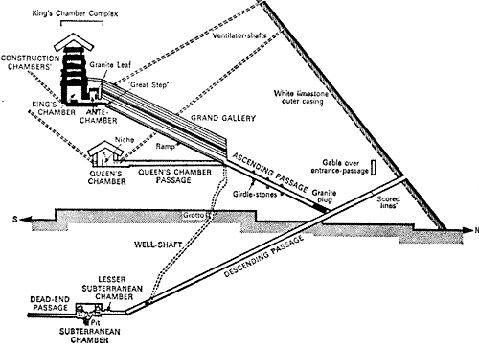 King's Chamber Complex
Ventilator-shafts
CONSTRUCTION
CHAMBERS'
Granite Leaf
"Great Step"
White limestone
outer casing
KING'S
CHAMBER
ANTE-
CHAMBER
GRAND GALLERY
Niche
Ramp
QUEEN'S
CHAMBER
QUEEN'S CHAMBER
PASSAGE
ASCENDING PASSAGE
Gable over
entrance-passage
Girdle-stones
Granite
plug
Scored
lines"
S
N
Grotto
WELL-SHAFT
DESCENDING PASSAGE
LESSER
SUBTERRANEAN
CHAMBER
DEAD-END
PASSAGE
Pit
SUBTERRANEAN
CHAMBER